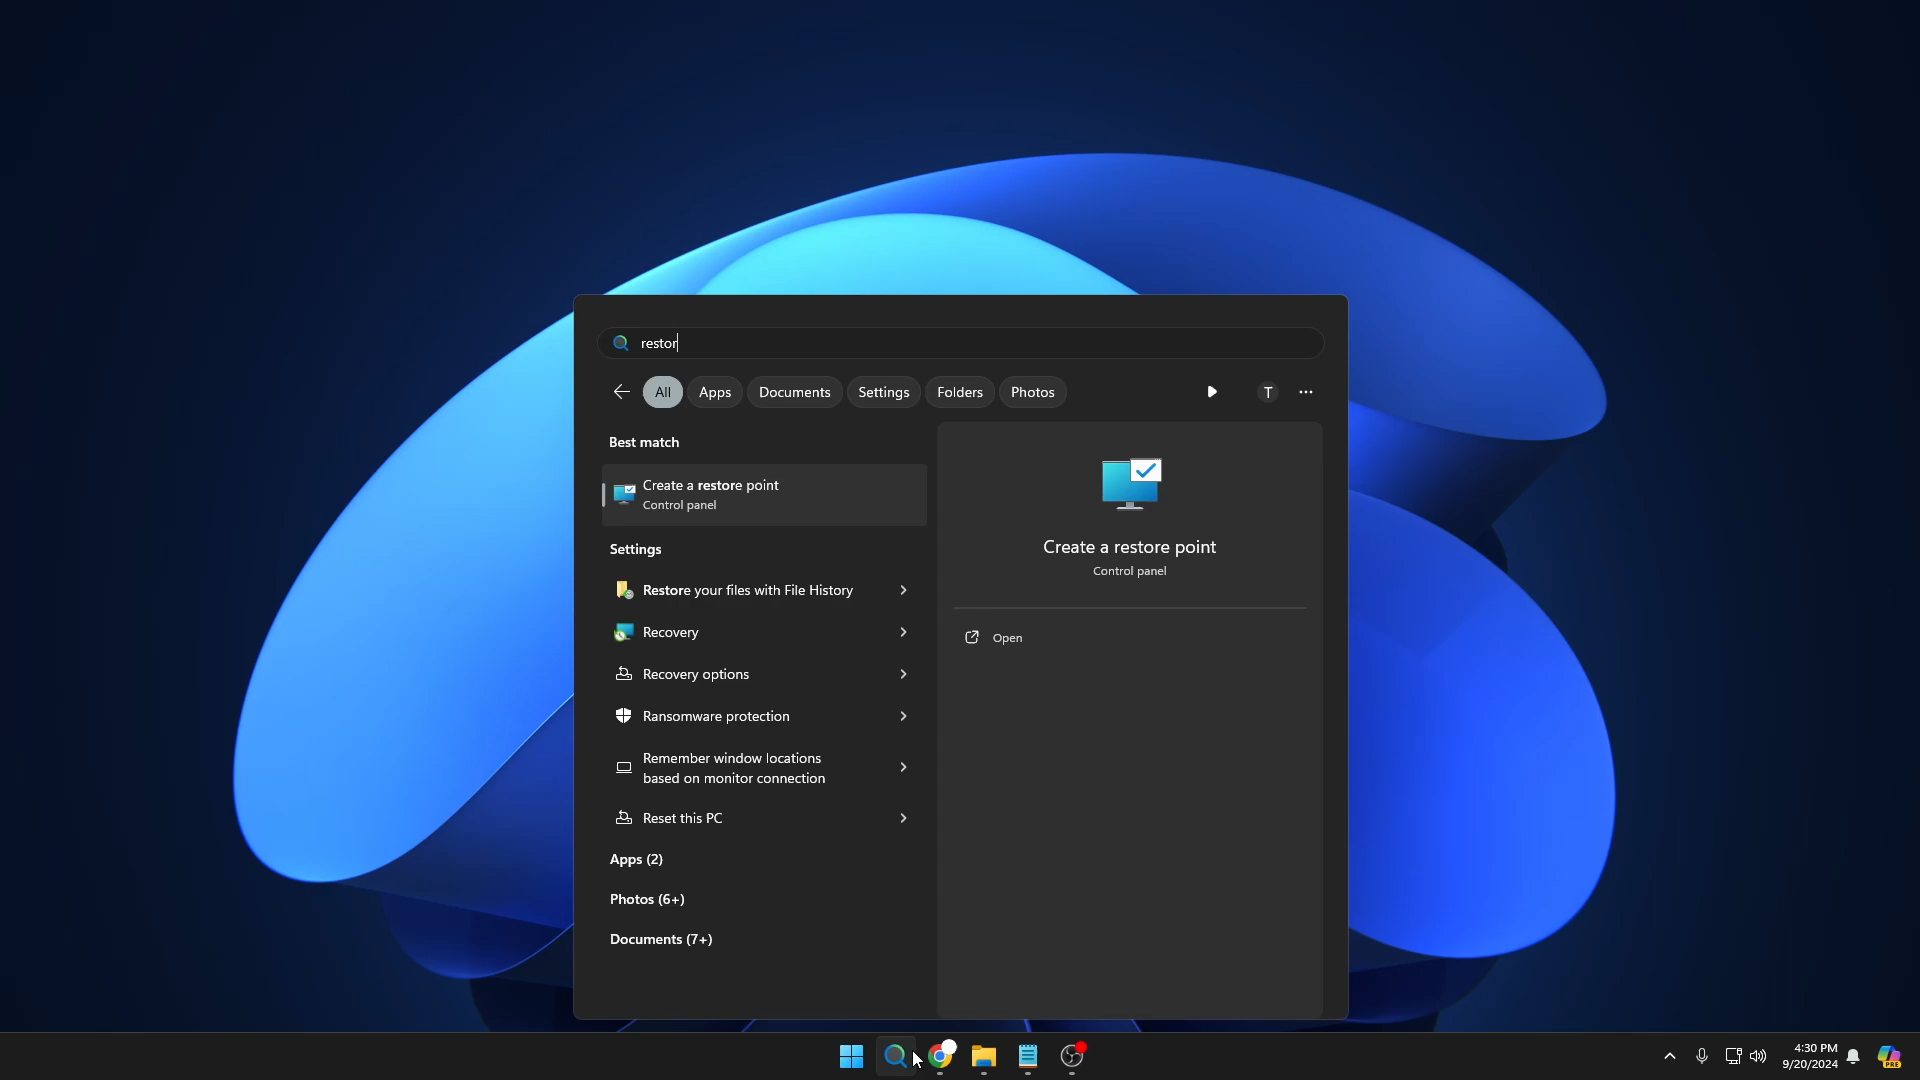 restor
All Apps Documents Settings Folders Photos T
Best match
Create a restore point
Control panel
Settings
Restore your files with File History
Recovery
Recovery options
Ransomware protection
Remember window locations
based on monitor connection
Reset this PC
Apps (2)
Photos (6+)
Documents (7+)
Create a restore point
Control panel
Open
4:30 PM
9/20/2024
PRE